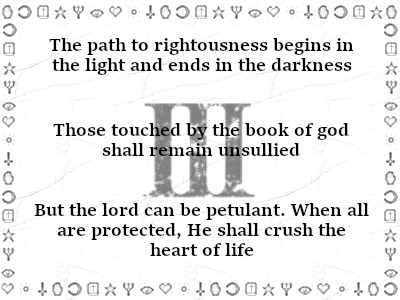 The path to rightousness begins in
the light and ends in the darkness
III
Those touched by the book of god
shall remain unsullied
But the lord can be petulant. When all
are protected, He shall crush the
heart of life